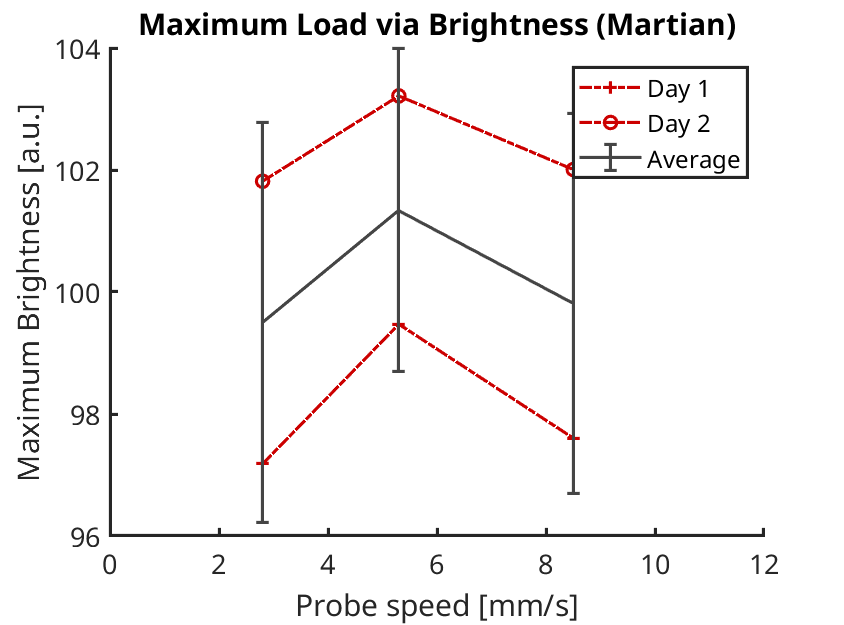 Maximum Load via Brightness (Martian)
104
102
100
98
96
Maximum Brightness [a.u.]
Day 1
Day 2
Average
0 2 4 6 8 10 12
Probe speed [mm/s]